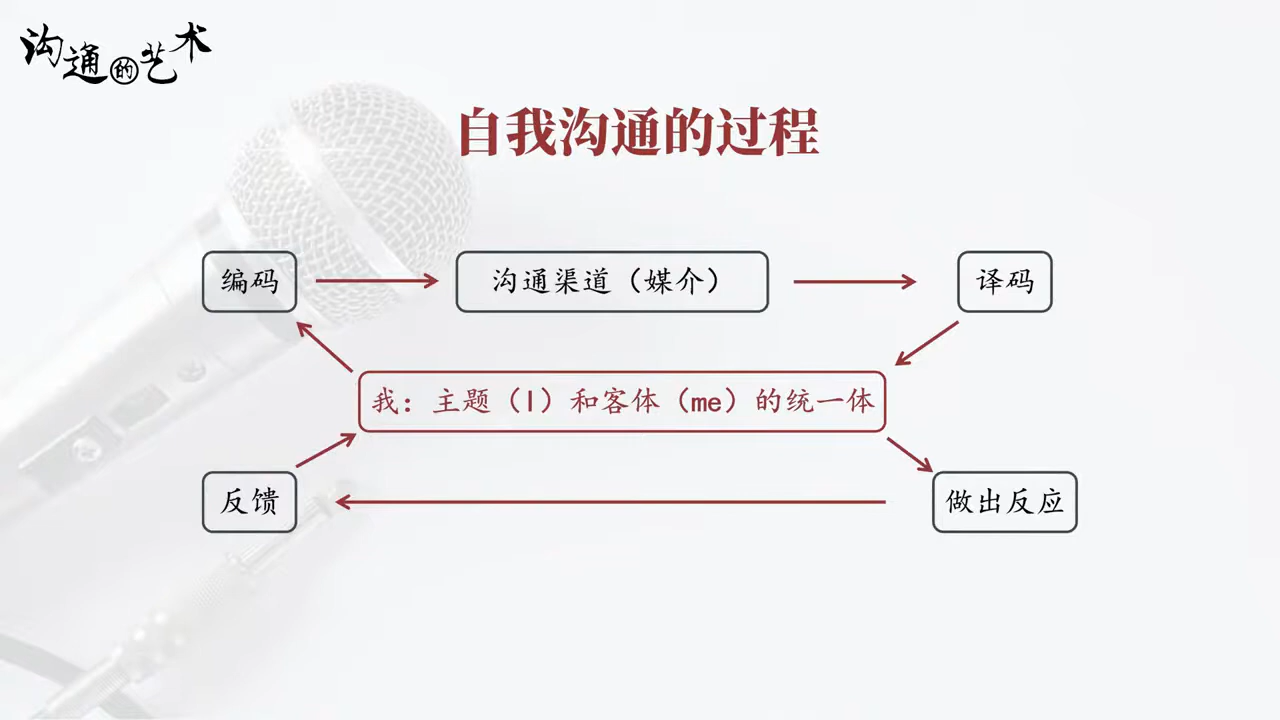 沟通的艺术
自我沟通的过程
编码
沟通渠道（媒介）
译码
我：主题（I）和客体（me）的统一体
反馈
做出反应